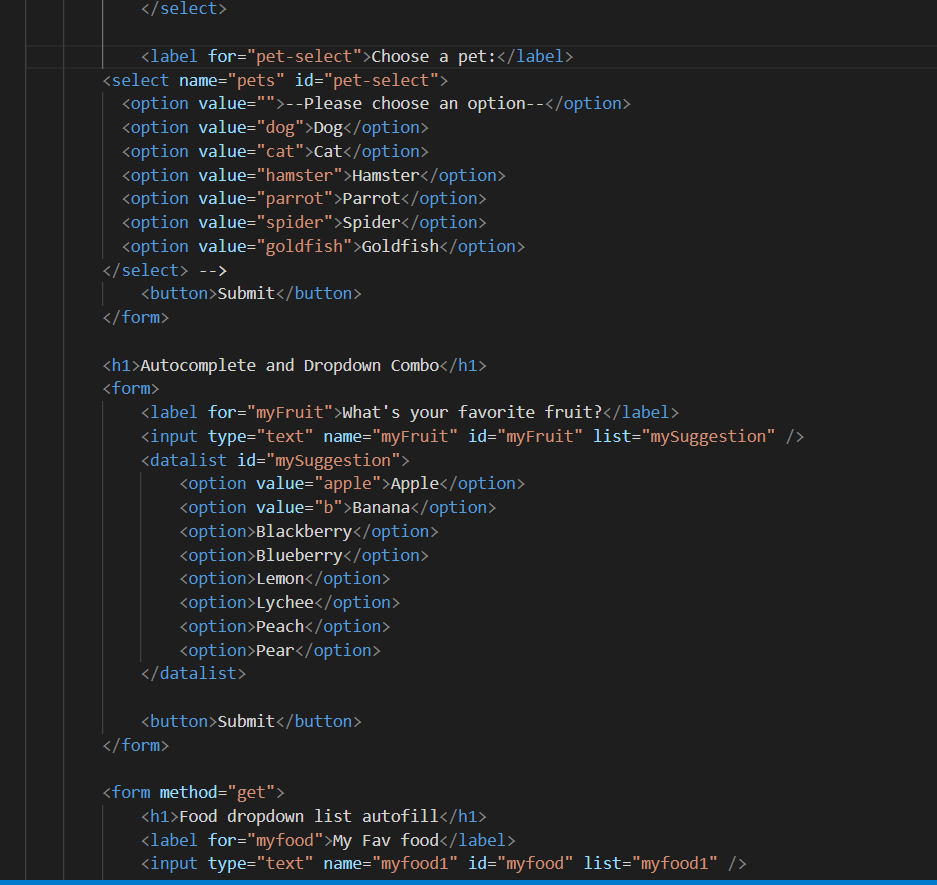 </select>
<label for="pet-select">Choose a pet:</label>
<select name="pets" id="pet-select">
<option value="">--Please choose an option--</option>
<option value="dog">Dog</option>
<option value="cat">Cat</option>
<option value="hamster">Hamster</option>
<option value="parrot">Parrot</option>
<option value="spider">Spider</option>
<option value="goldfish">Goldfish</option>
</select> -->
<button>Submit</button>
</form>
<h1>Autocomplete and Dropdown Combo</h1>
<form>
<label for="myFruit">What's your favorite fruit?</label>
<input type="text" name="myFruit" id="myFruit" list="mySuggestion" />
<datalist id="mySuggestion">
<option value="apple">Apple</option>
<option value="b">Banana</option>
<option>Blackberry</option>
<option>Blueberry</option>
<option>Lemon</option>
<option>Lychee</option>
<option>Peach</option>
<option>Pear</option>
</datalist>
<button>Submit</button>
</form>
<form method="get">
<h1>Food dropdown list autofill</h1>
<label for="myfood">My Fav food</label>
<input type="text" name="myfood1" id="myfood" list="myfood1" />